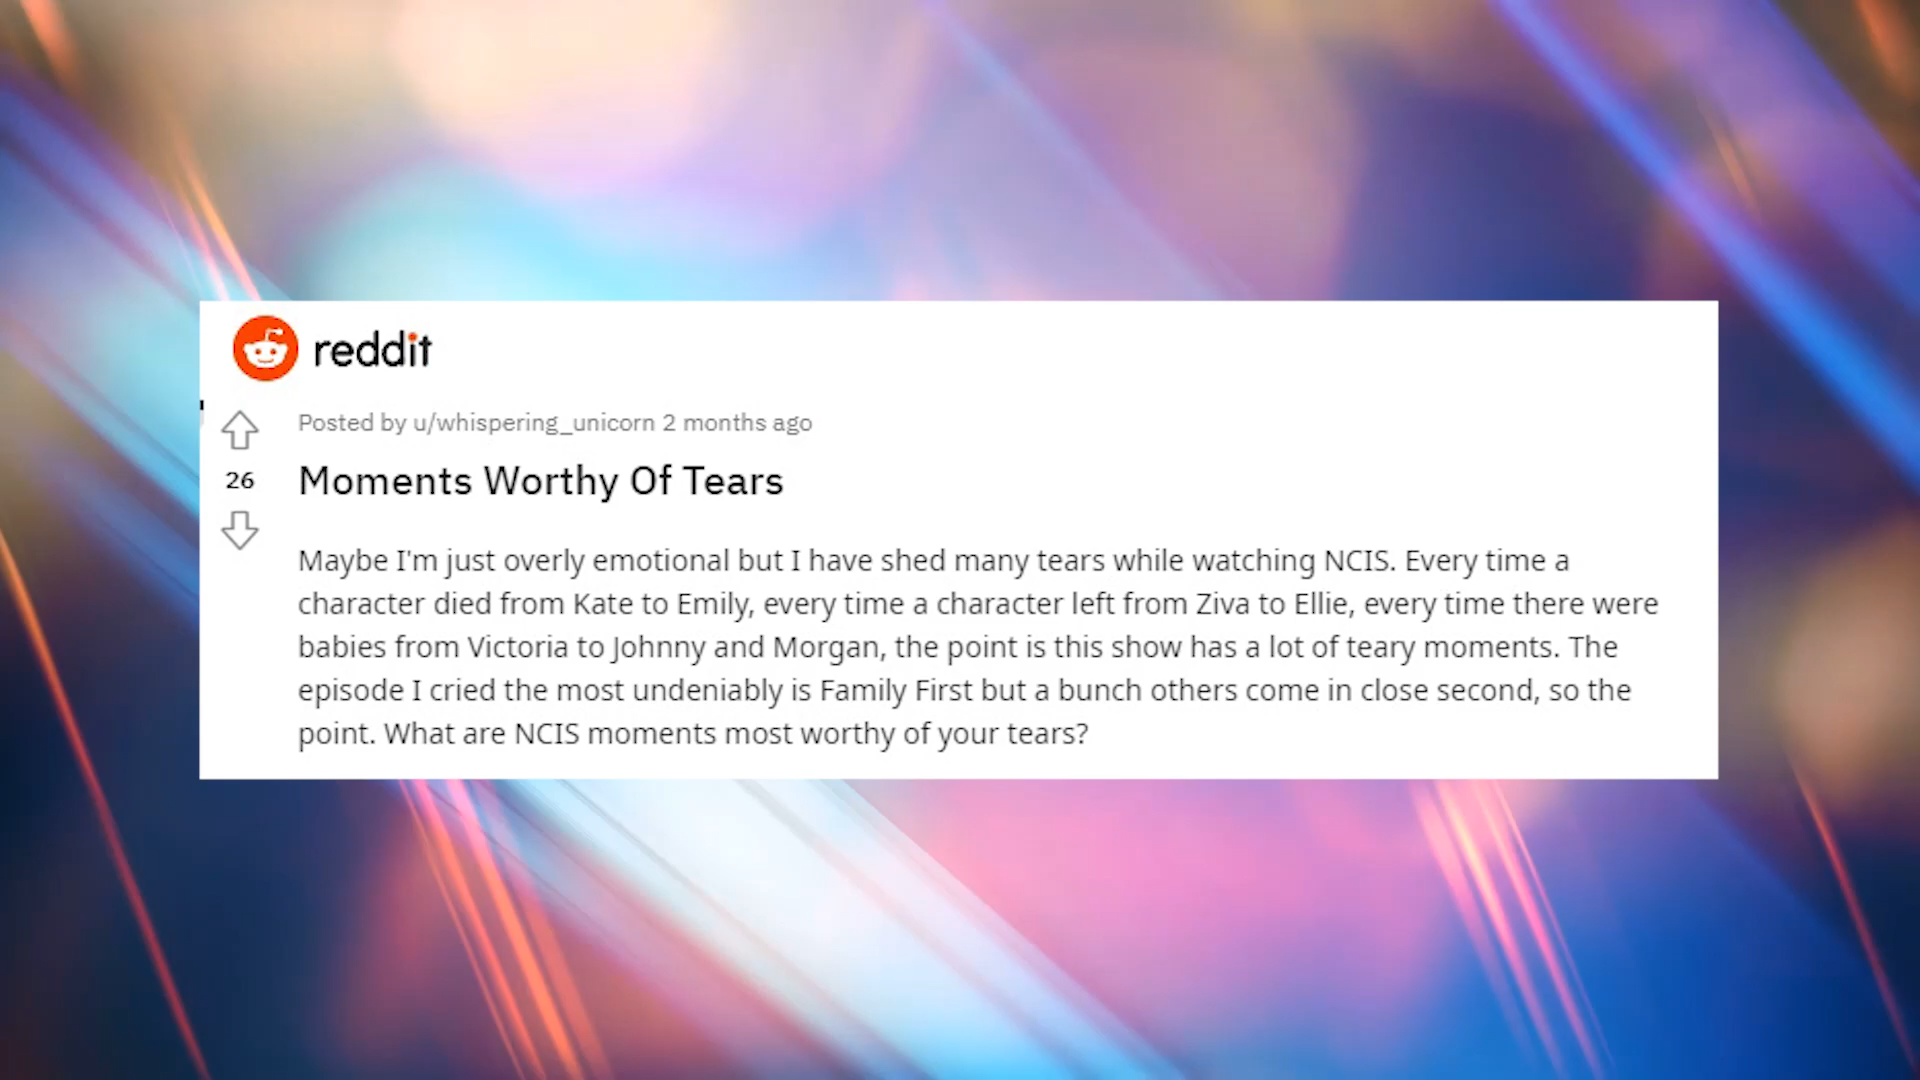 reddit
Posted by u/whispering_unicorn 2 months ago
26
Moments Worthy Of Tears
Maybe I'm just overly emotional but I have shed many tears while watching NCIS. Every time a
character died from Kate to Emily, every time a character left from Ziva to Ellie, every time there were
babies from Victoria to Johnny and Morgan, the point is this show has a lot of teary moments. The
episode I cried the most undeniably is Family First but a bunch others come in close second, so the
point. What are NCIS moments most worthy of your tears?